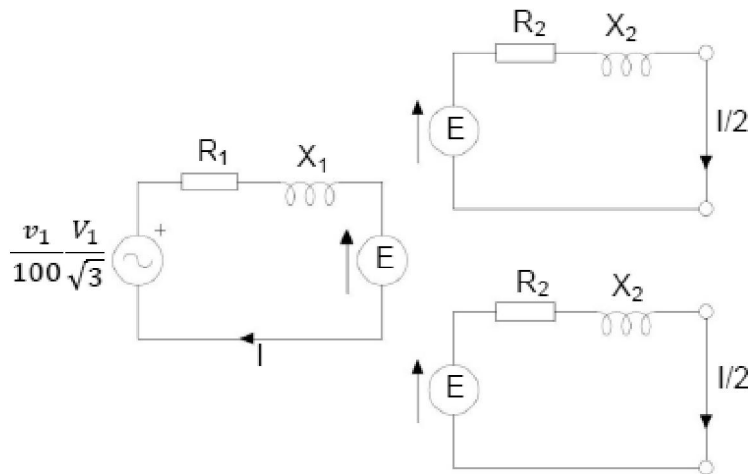 R₂
X₂
E
I/2
R₁
X₁
v₁/100 V₁/√3
+
E
I
R₂
X₂
E
I/2